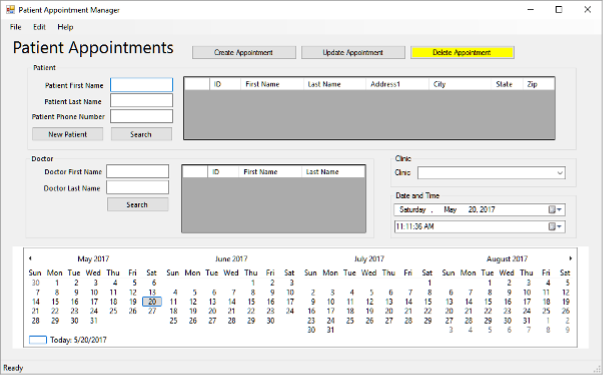 Patient Appointment Manager
File Edit Help
Patient Appointments Create Appointment Update Appointment Delete Appointment
Patient
Patient First Name
Patient Last Name
Patient Phone Number
New Patient Search
ID First Name Last Name Address1 City State Zip
Doctor
Doctor First Name
Doctor Last Name
Search
ID First Name Last Name
Clinic
Clinic
Date and Time
Saturday , May 20, 2017
11:11:36 AM
May 2017 June 2017 July 2017 August 2017
Sun Mon Tue Wed Thu Fri Sat Sun Mon Tue Wed Thu Fri Sat Sun Mon Tue Wed Thu Fri Sat Sun Mon Tue Wed Thu Fri Sat
30 1 2 3 4 5 6 1 2 3 1 1 2 3 4 5
7 8 9 10 11 12 13 4 5 6 7 8 9 10 2 3 4 5 6 7 8 6 7 8 9 10 11 12
14 15 16 17 18 19 20 11 12 13 14 15 16 17 9 10 11 12 13 14 15 13 14 15 16 17 18 19
21 22 23 24 25 26 27 18 19 20 21 22 23 24 16 17 18 19 20 21 22 20 21 22 23 24 25 26
28 29 30 31 25 26 27 28 29 30 23 24 25 26 27 28 29 27 28 29 30 31 1 2
30 31 3 4 5 6 7 8 9
Today: 5/20/2017
Ready